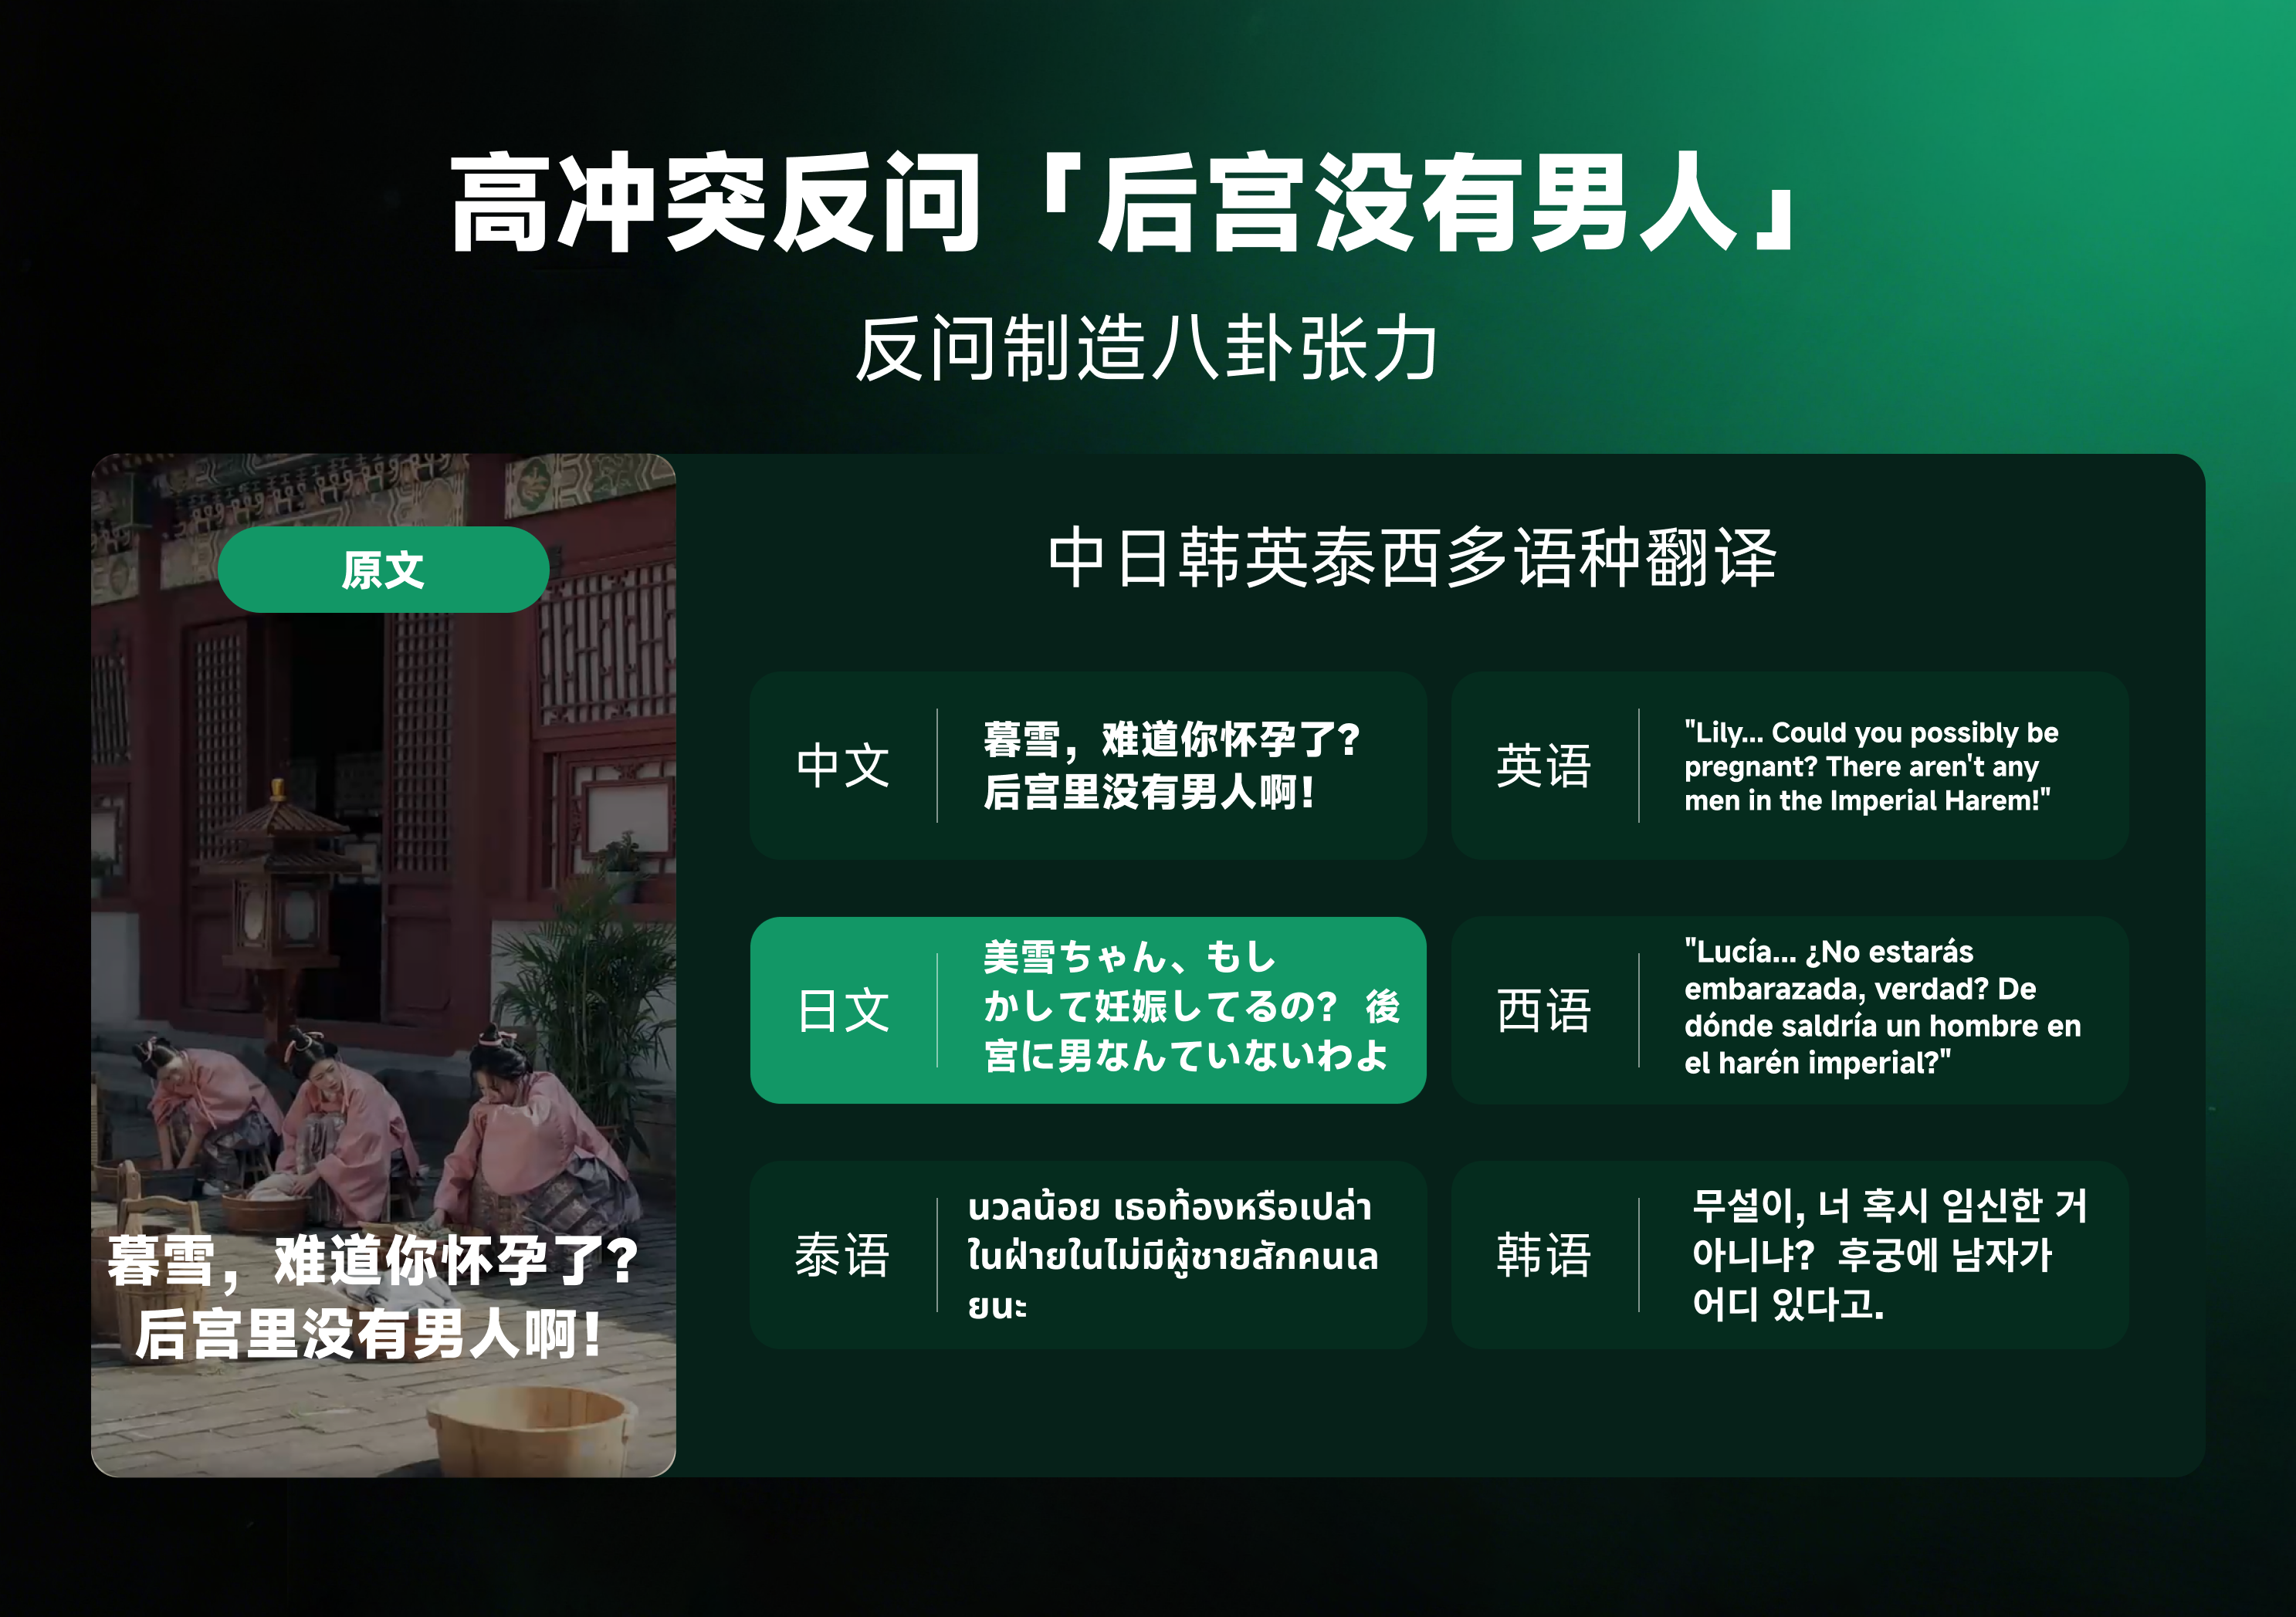 高冲突反问「后宫没有男人」
反问制造八卦张力
原文
暮雪，难道你怀孕了？
后宫里没有男人啊！
中日韩英泰西多语种翻译
中文
暮雪，难道你怀孕了？
后宫里没有男人啊！
英语
"Lily... Could you possibly be
pregnant? There aren't any
men in the Imperial Harem!"
日文
美雪ちゃん、もし
かして妊娠してるの？ 後
宮に男なんていないわよ
西语
"Lucía... ¿No estarás
embarazada, verdad? De
dónde saldría un hombre en
el harén imperial?"
泰语
นวลน้อย เธอท้องหรือเปล่า
ในฝ่ายในไม่มีผู้ชายสักคนเล
ยนะ
韩语
무설이, 너 혹시 임신한 거
아니냐? 후궁에 남자가
어디 있다고.